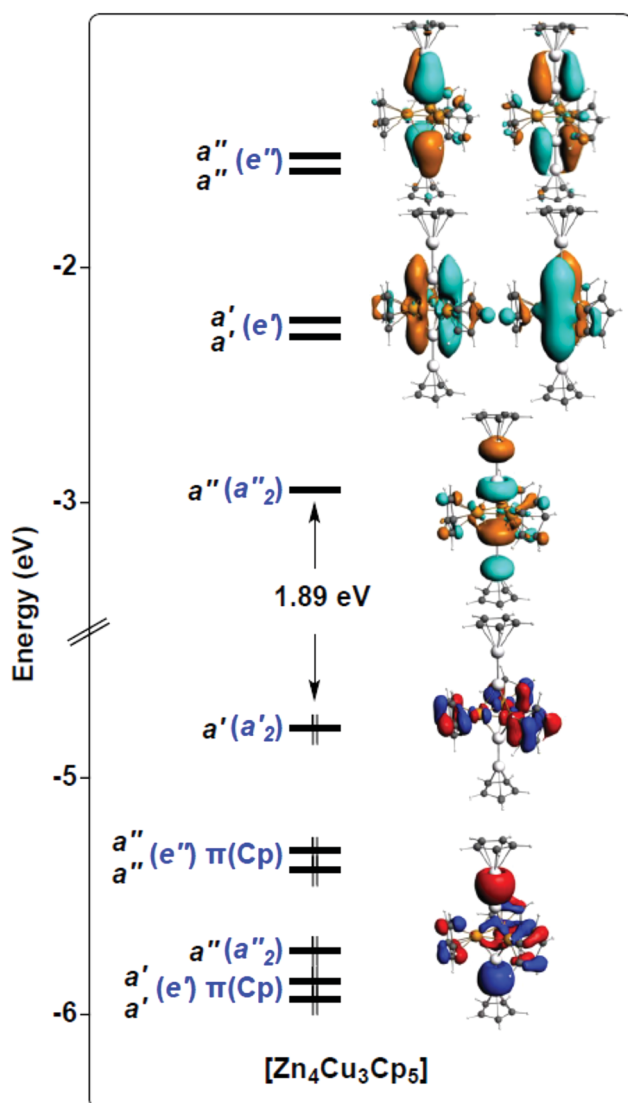 a″ (e″)
a″
-2
a′ (e′)
a′
-3
a″ (a″₂)
1.89 eV
Energy (eV)
a′ (a′₂)
-5
a″ (e″) π(Cp)
a″
a″ (a″₂)
a′ (e′) π(Cp)
a′
-6
[Zn₄Cu₃Cp₅]